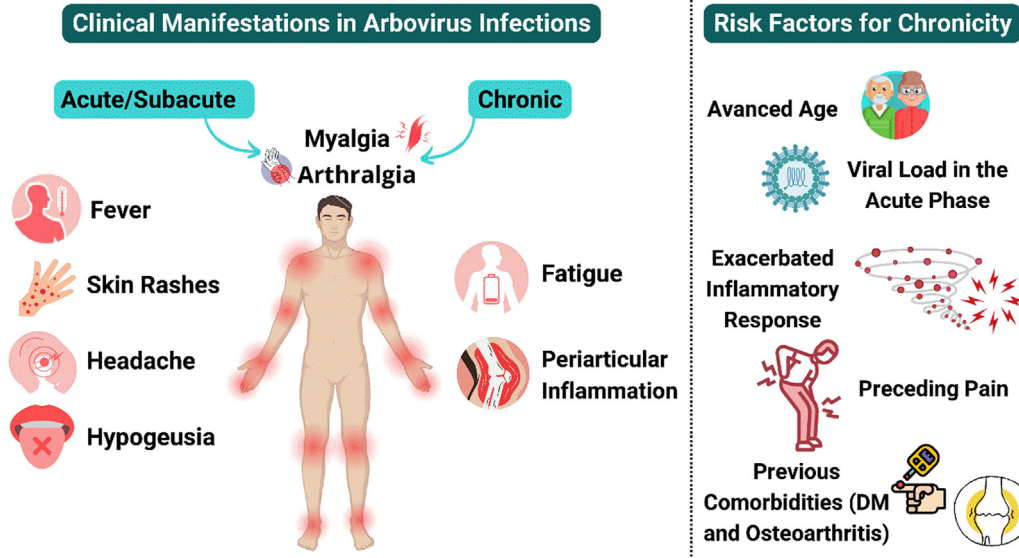 Clinical Manifestations in Arbovirus Infections
Acute/Subacute
Chronic
Myalgia
Arthralgia
Fever
Skin Rashes
Headache
Hypogeusia
Fatigue
Periarticular
Inflammation
Risk Factors for Chronicity
Avanced Age
Viral Load in the
Acute Phase
Exacerbated
Inflammatory
Response
Preceding Pain
Previous
Comorbidities (DM
and Osteoarthritis)